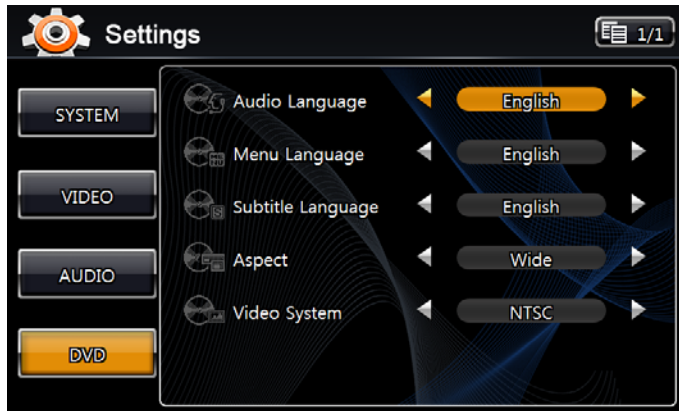 Settings
1/1
SYSTEM
VIDEO
AUDIO
DVD
Audio Language English
Menu Language English
Subtitle Language English
Aspect Wide
Video System NTSC